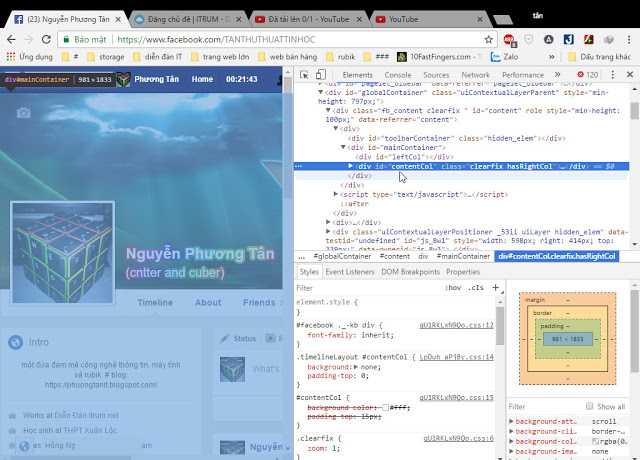 (23) Nguyễn Phương Tân
Đăng chủ đề | ITRUM - D
Đã tải lên 0/1 - YouTube
YouTube
tân
Bảo mật
https://www.facebook.com/TANTHUTHUATTINHOC
Ứng dụng
sources
diễn đàn IT
trang web
web bán hàng
rubik
###
10FastFingers.com - T
Update
Dấu trang khác
div#mainContainer | 981 × 1833
Phương Tân
Home
00:21:43
Nguyễn Phương Tân
(cntter and cuber)
Timeline
About
Friends
Intro
một đứa đam mê công nghệ thông tin, máy tính
và rubik. # blog:
https://phuongtanit.blogspot.com/
Works at Diễn Đàn itrum.net
Học sinh at THPT Xuân Lộc
Hồng Ng
am
Status
What's
Nguyễn
Elements
Console
Sources
Network
Performance
120
<div id="globalContainer" class="uiContextualLayerParent" style="min-
height: 797px;">
<div class="fb_content clearfix " id="content" role style="min-height:
100px;" data-referrer="content">
<div>
<div id="toolbarContainer" class="hidden_elem"></div>
<div id="mainContainer">
<div id="leftCol"></div>
<div id="contentCol" class="clearfix hasRightCol">…</div> == $0
</div>
</div>
<script type="text/javascript">…</script>
::after
</div>
<div>…</div>
<div class="uiContextualLayerPositioner _53ii uiLayer hidden_elem" data-
testid="undefined" id="js_8wl" style="width: 598px; right: 414px; top:
#globalContainer
#content
div
#mainContainer
div#contentCol.clearfix.hasRightCol
Styles
Event Listeners
DOM Breakpoints
Properties
Filter
:hov
.cls
+
element.style {
}
#facebook ._-kb div {
qU1RKLxN9Qo.css:12
font-family: inherit;
}
.timelineLayout #contentCol {
LpDuh_aPjBy.css:14
background: none;
padding-top: 0;
}
#contentCol {
qU1RKLxN9Qo.css:15
background-color: #fff;
padding-top: 15px;
}
.clearfix {
qU1RKLxN9Qo.css:6
zoom: 1;
margin
border
padding
981 × 1833
Filter
Show all
background-att…
scroll
background-cli…
border-…
background-col…
rgba(0
background-ima…
none